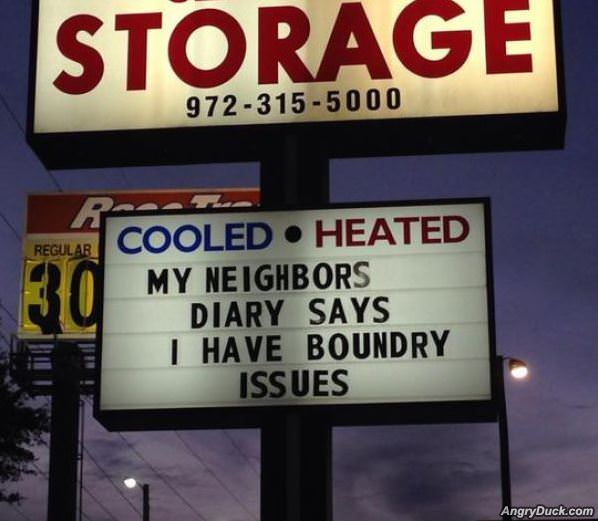 STORAGE
972-315-5000
REGULAR
30
COOLED • HEATED
MY NEIGHBORS
DIARY SAYS
I HAVE BOUNDRY
ISSUES
AngryDuck.com